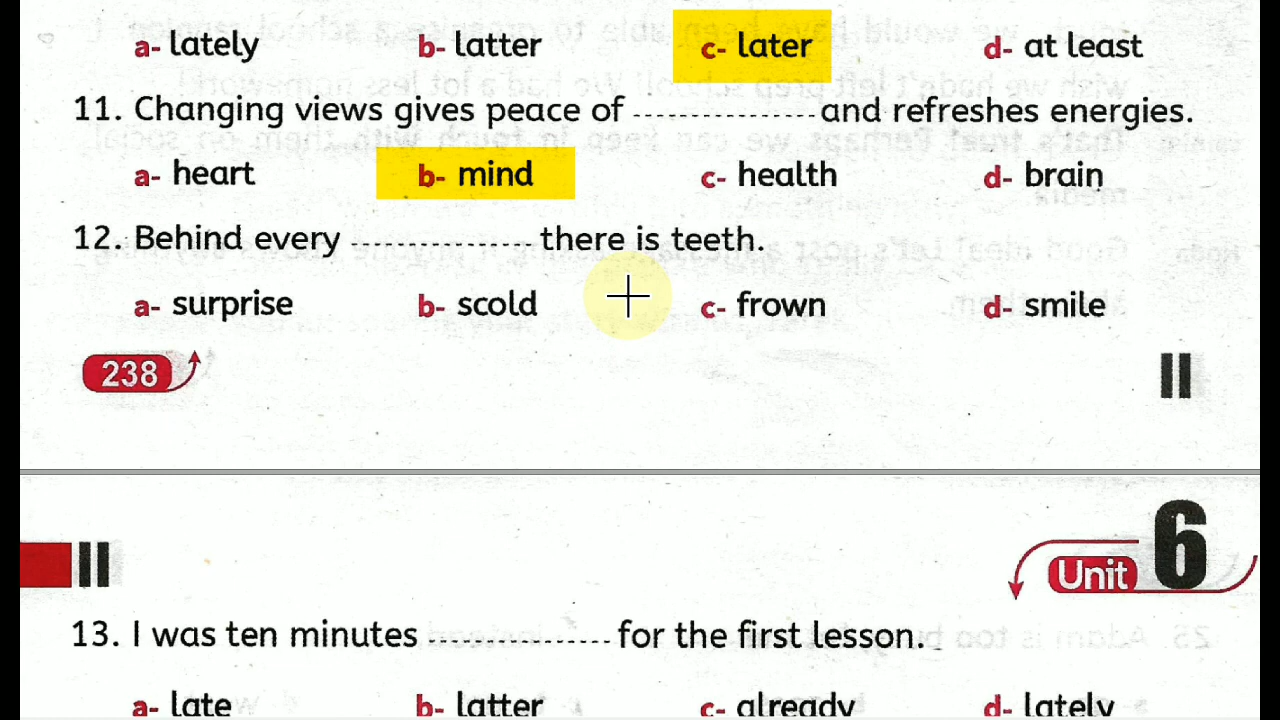 a- lately b- latter c- later d- at least
11. Changing views gives peace of ---------------- and refreshes energies.
a- heart b- mind c- health d- brain
12. Behind every ---------------- there is teeth.
a- surprise b- scold c- frown d- smile
238 II
II Unit 6
13. I was ten minutes ---------------- for the first lesson.
a- late b- latter c- already d- lately